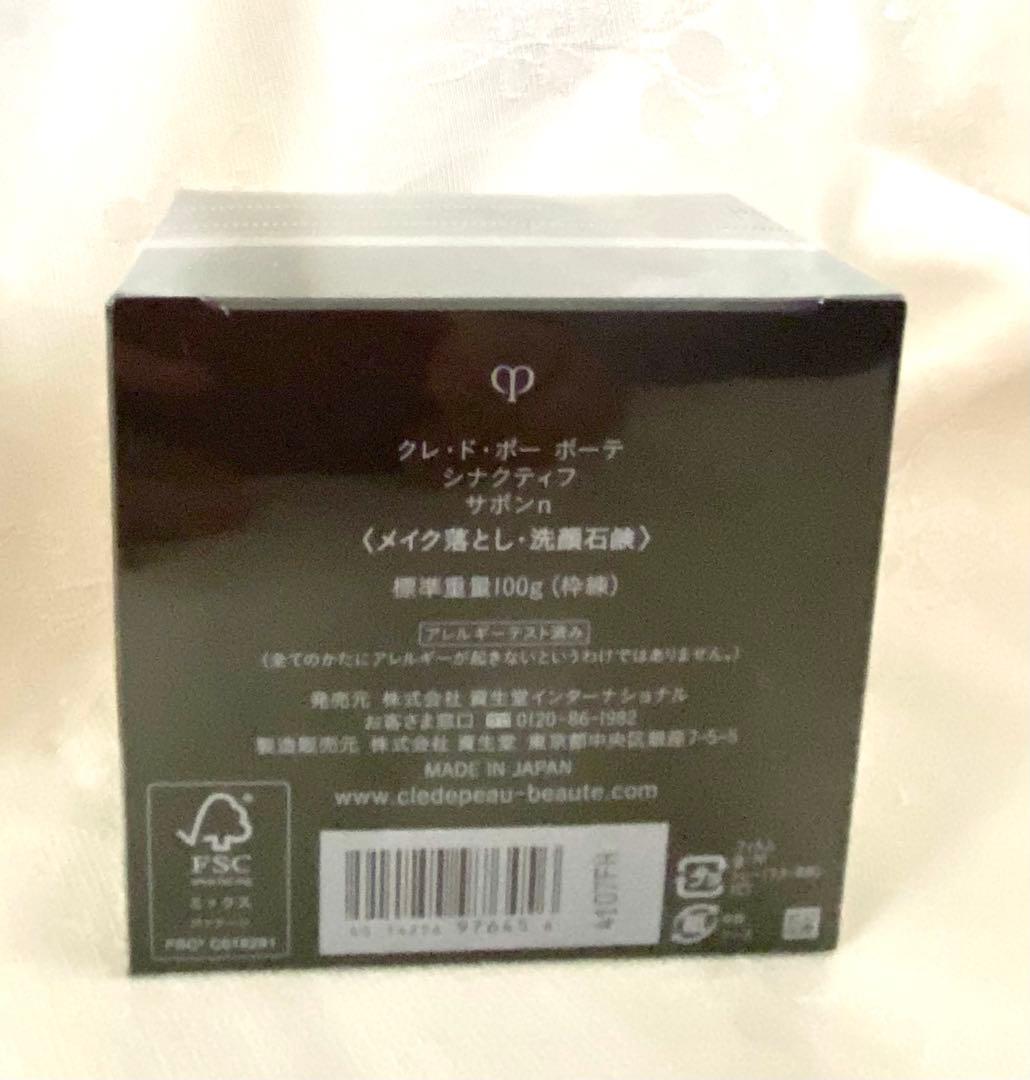 クレ・ド・ポー ボーテ
シナクティフ
サボンn
〈メイク落とし・洗顔石鹸〉
標準重量100g(枠練)
アレルギーテスト済み
(全てのかたにアレルギーが起きないというわけではありません。)
発売元 株式会社 資生堂インターナショナル
お客さま窓口 0120-86-1982
製造販売元 株式会社 資生堂 東京都中央区銀座7-5-5
MADE IN JAPAN
www.cledepeau-beaute.com
FSC
ミックス
97645
4107FH
プラ
紙